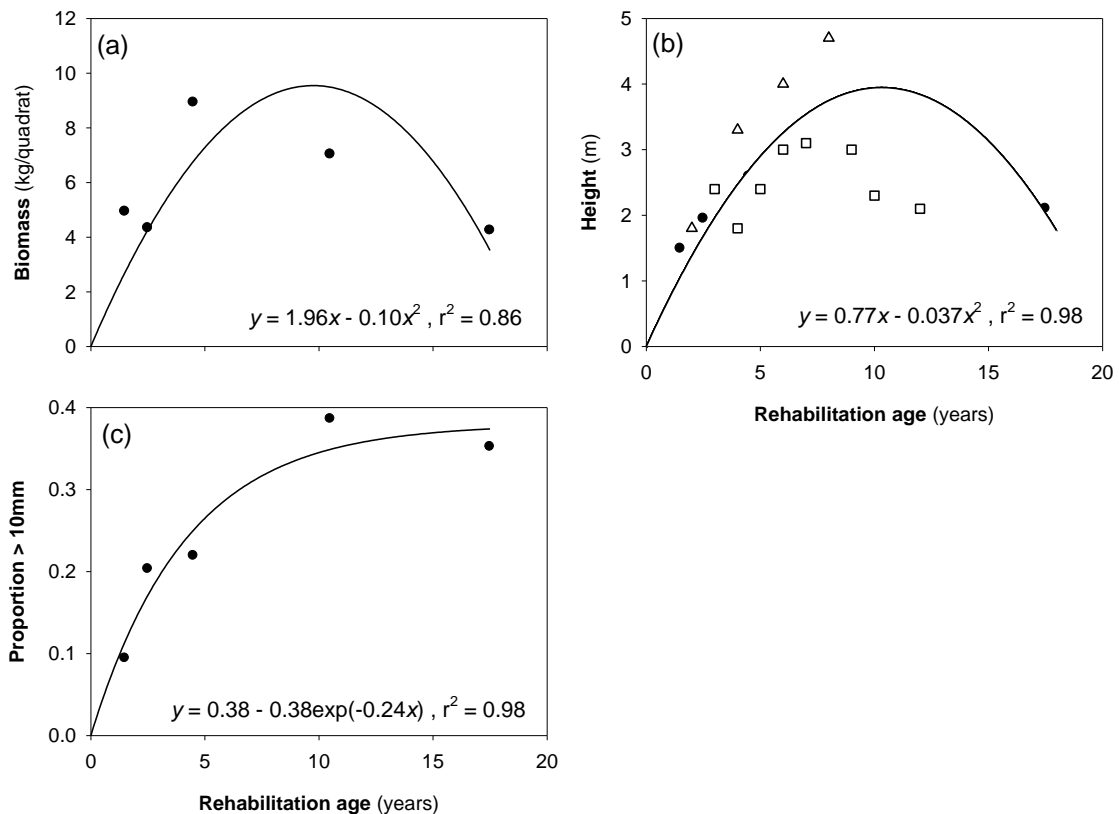 (a)
12
10
8
6
4
2
0
Biomass (kg/quadrat)
y = 1.96x - 0.10x² , r² = 0.86
(b)
5
4
3
2
1
0
Height (m)
y = 0.77x - 0.037x² , r² = 0.98
0 5 10 15 20
Rehabilitation age (years)
(c)
0.4
0.3
0.2
0.1
0.0
Proportion > 10mm
y = 0.38 - 0.38exp(-0.24x) , r² = 0.98
0 5 10 15 20
Rehabilitation age (years)